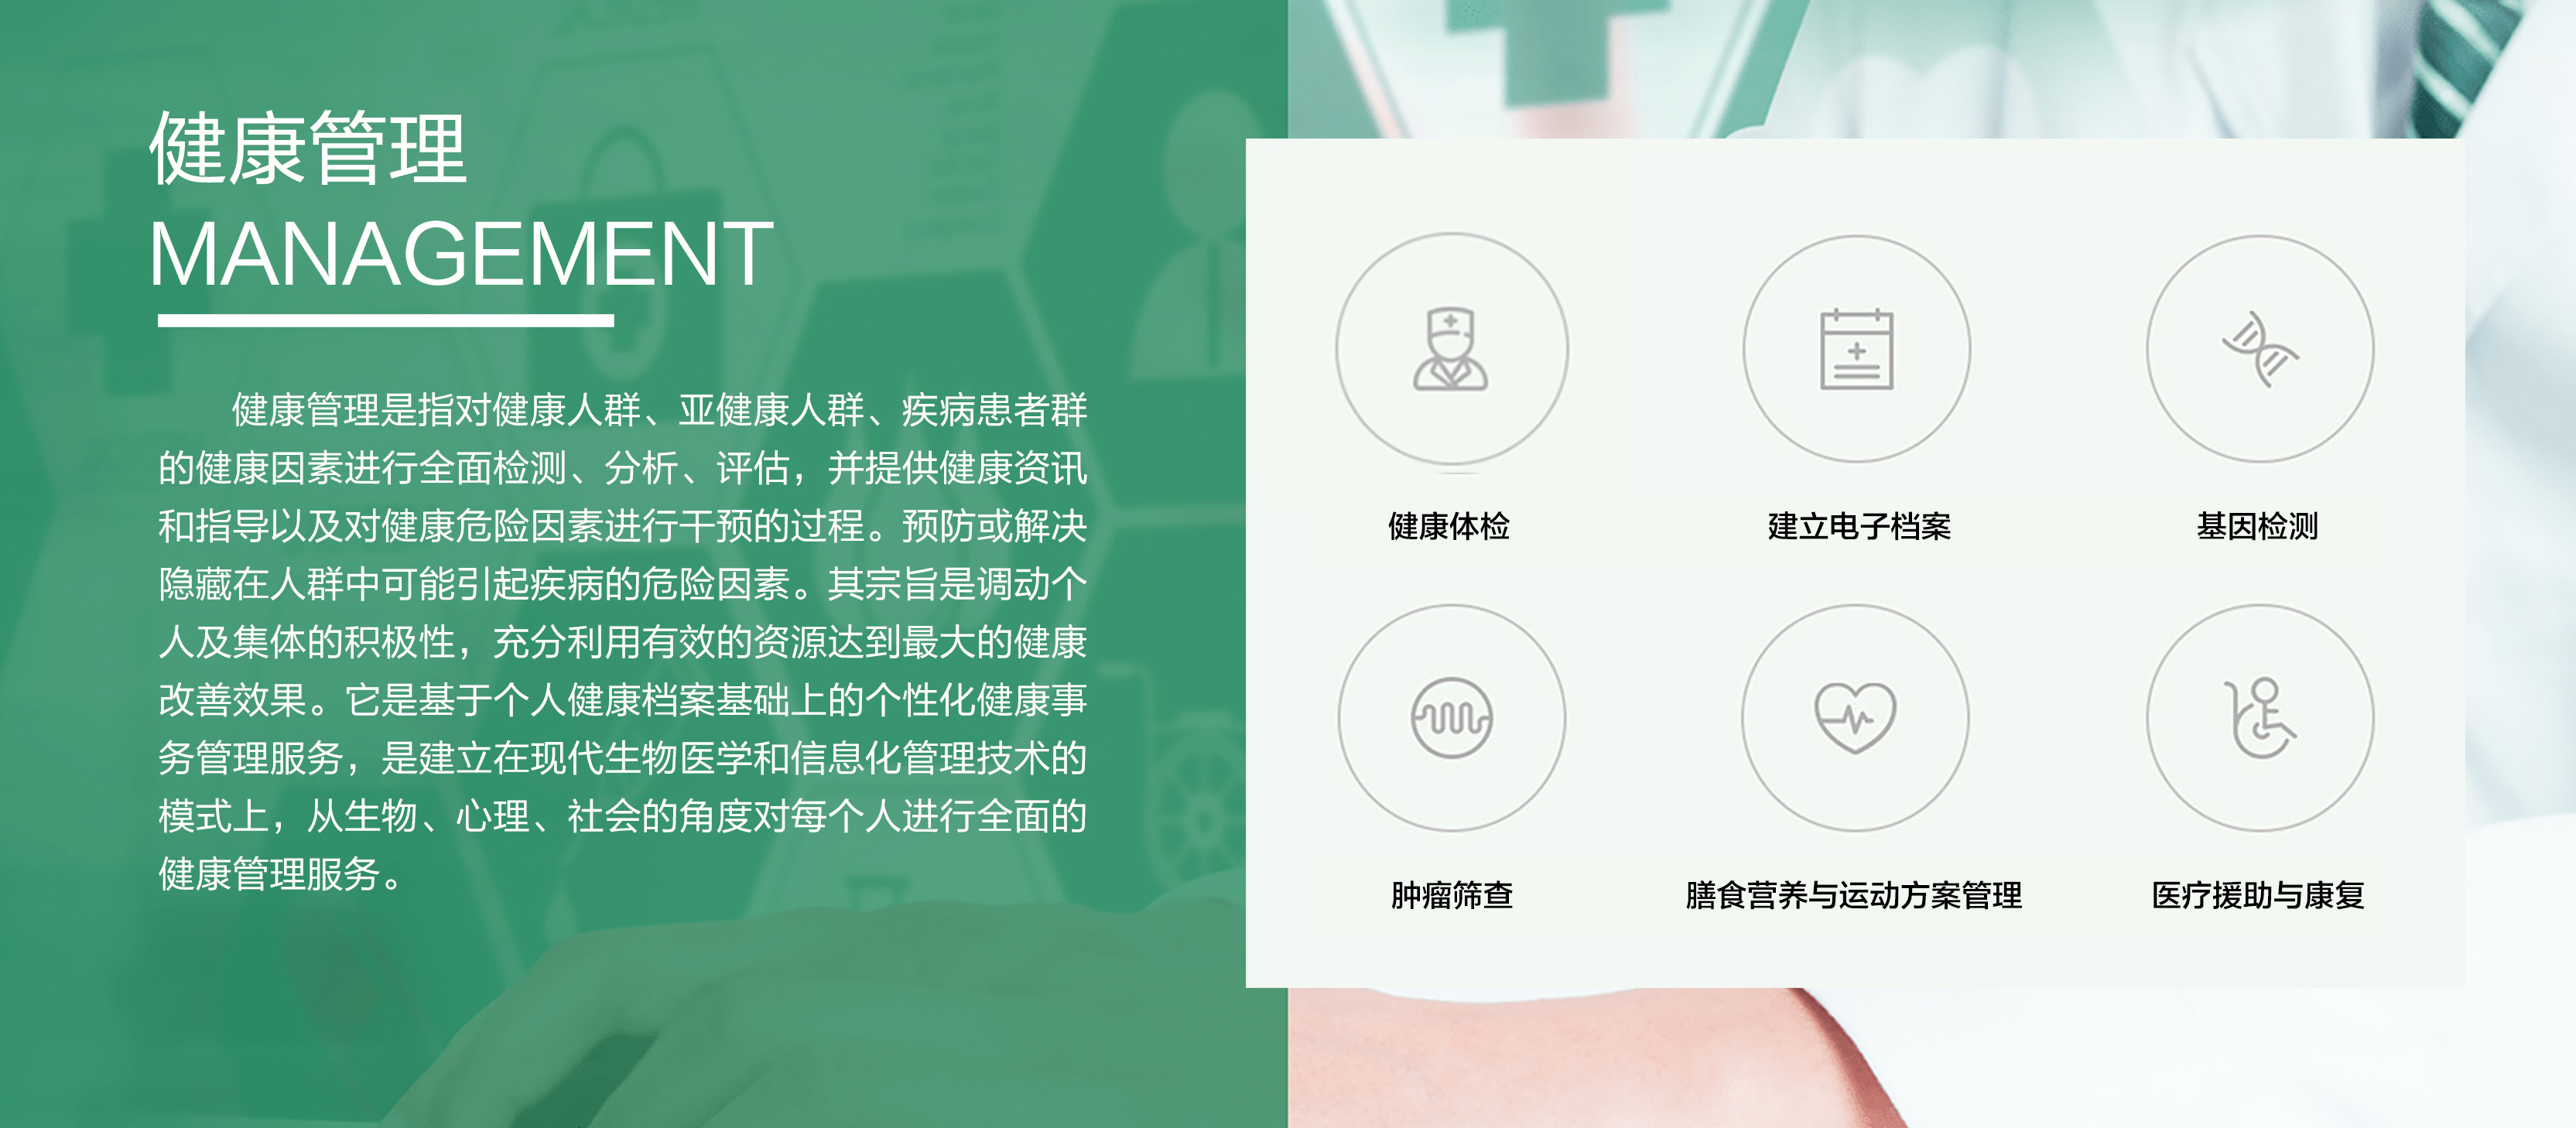 健康管理
MANAGEMENT
健康管理是指对健康人群、亚健康人群、疾病患者群
的健康因素进行全面检测、分析、评估，并提供健康资讯
和指导以及对健康危险因素进行干预的过程。预防或解决
隐藏在人群中可能引起疾病的危险因素。其宗旨是调动个
人及集体的积极性，充分利用有效的资源达到最大的健康
改善效果。它是基于个人健康档案基础上的个性化健康事
务管理服务，是建立在现代生物医学和信息化管理技术的
模式上，从生物、心理、社会的角度对每个人进行全面的
健康管理服务。
健康体检
建立电子档案
基因检测
肿瘤筛查
膳食营养与运动方案管理
医疗援助与康复